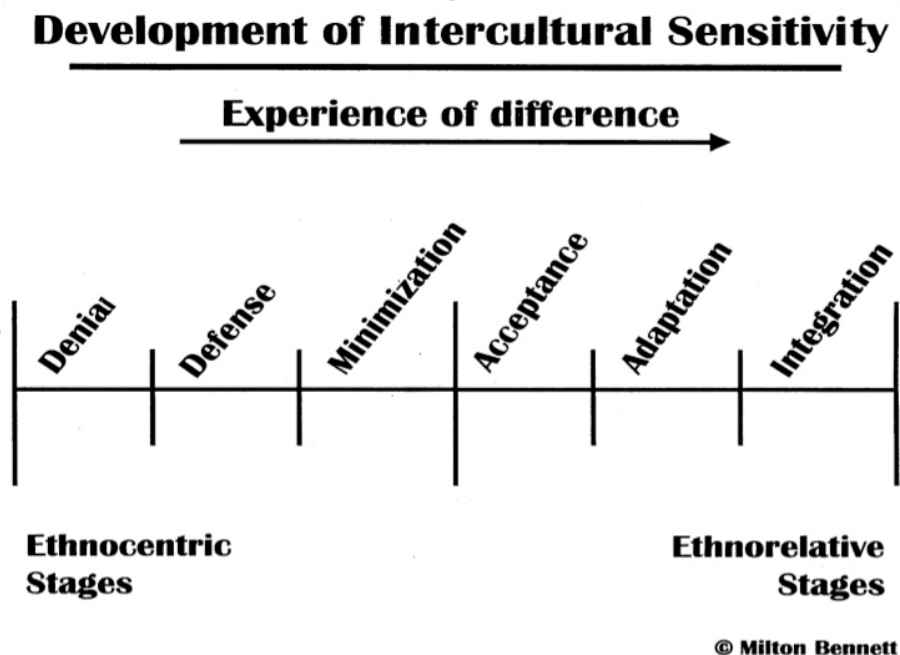 Development of Intercultural Sensitivity
Experience of difference
Denial
Defense
Minimization
Acceptance
Adaptation
Integration
Ethnocentric
Stages
Ethnorelative
Stages
© Milton Bennett